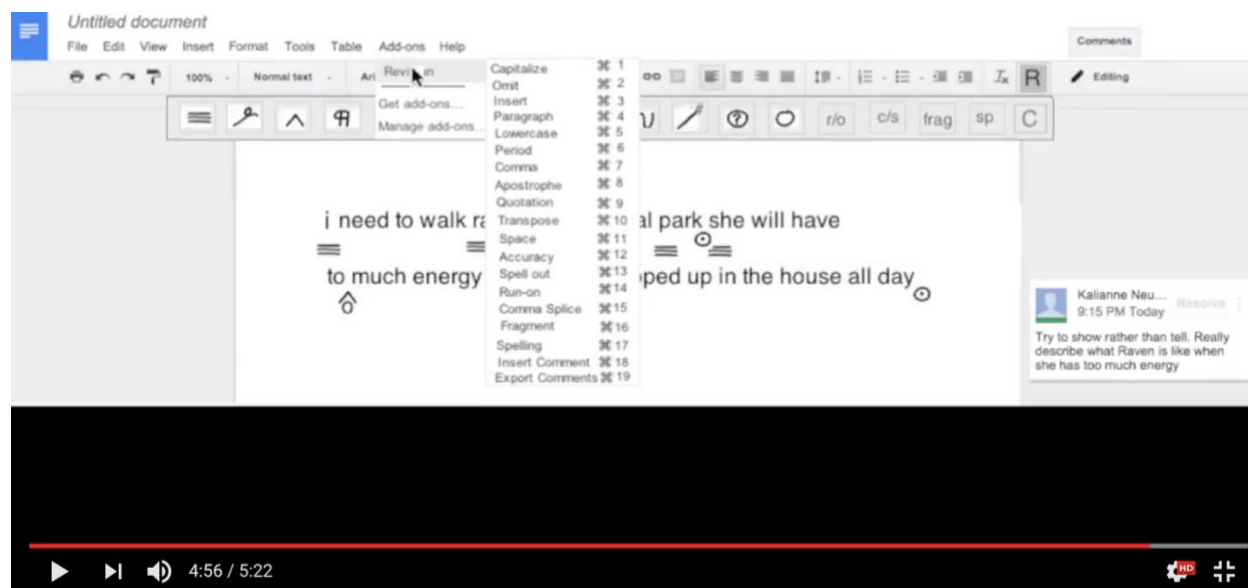 Untitled document
File Edit View Insert Format Tools Table Add-ons Help
Comments
100% Normal text
R
Editing
Get add-ons...
Manage add-ons...
Capitalize ⌘ 1
Omit ⌘ 2
Insert ⌘ 3
Paragraph ⌘ 4
Lowercase ⌘ 5
Period ⌘ 6
Comma ⌘ 7
Apostrophe ⌘ 8
Quotation ⌘ 9
Transpose ⌘ 10
Space ⌘ 11
Accuracy ⌘ 12
Spell out ⌘ 13
Run-on ⌘ 14
Comma Splice ⌘ 15
Fragment ⌘ 16
Spelling ⌘ 17
Insert Comment ⌘ 18
Export Comments ⌘ 19
r/o c/s frag sp C
i need to walk park she will have
to much energy up in the house all day
Kalianne Neu... Resolve
9:15 PM Today
Try to show rather than tell. Really
describe what Raven is like when
she has too much energy
4:56 / 5:22
HD